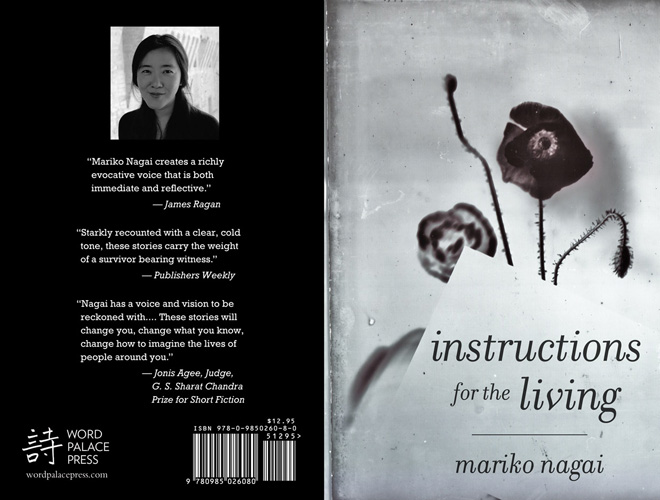 “Mariko Nagai creates a richly
evocative voice that is both
immediate and reflective.”
— James Ragan
“Starkly recounted with a clear, cold
tone, these stories carry the weight
of a survivor bearing witness.”
— Publishers Weekly
“Nagai has a voice and vision to be
reckoned with.... These stories will
change you, change what you know,
change how to imagine the lives of
people around you.”
— Jonis Agee, Judge,
G. S. Sharat Chandra
Prize for Short Fiction
詩
WORD
PALACE
PRESS
wordpalacepress.com
$12.95
ISBN 978-0-9850260-8-0
51295>
9 780985 026080
instructions
for the living
mariko nagai